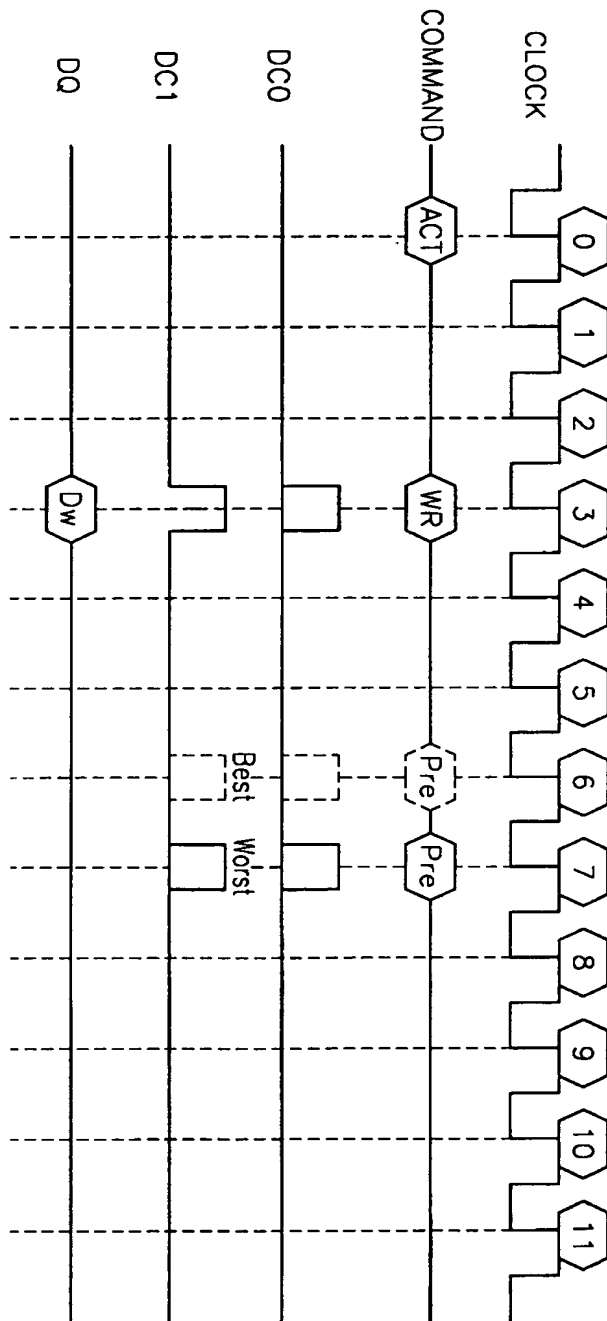 0 1 2 3 4 5 6 7 8 9 10 11
CLOCK
COMMAND ACT WR Pre Pre
DC0
Best Worst
DC1
DQ Dw